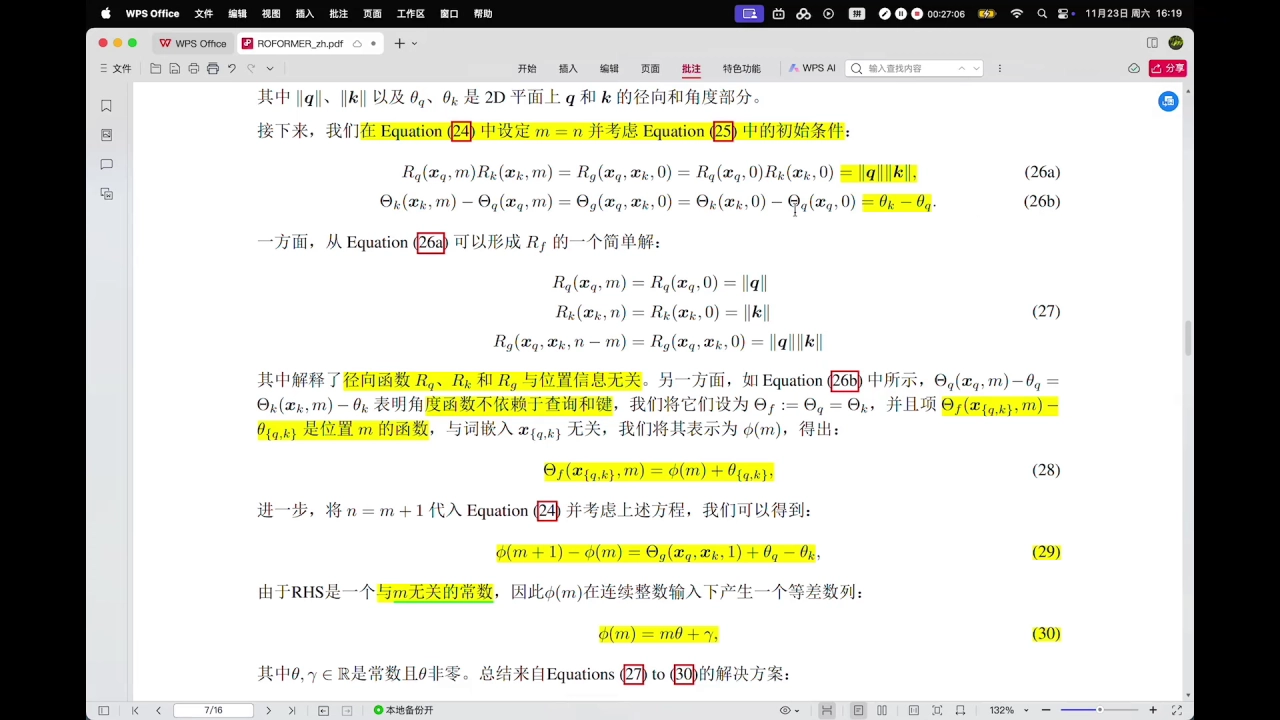 WPS Office 文件 编辑 视图 插入 批注 页面 工作区 窗口 帮助 拼 00:27:06 11月23日周六 16:19
WPS Office ROFORMER_zh.pdf
文件 开始 插入 编辑 页面 批注 特色功能 WPS AI 输入查找内容 分享
其中 ‖q‖、‖k‖ 以及 θ_q、θ_k 是 2D 平面上 q 和 k 的径向和角度部分。
接下来，我们在 Equation (24) 中设定 m = n 并考虑 Equation (25) 中的初始条件：
R_q(x_q, m)R_k(x_k, m) = R_g(x_q, x_k, 0) = R_q(x_q, 0)R_k(x_k, 0) = ‖q‖‖k‖, (26a)
Θ_k(x_k, m) − Θ_q(x_q, m) = Θ_g(x_q, x_k, 0) = Θ_k(x_k, 0) − Θ_q(x_q, 0) = θ_k − θ_q. (26b)
一方面，从 Equation (26a) 可以形成 R_f 的一个简单解：
R_q(x_q, m) = R_q(x_q, 0) = ‖q‖
R_k(x_k, n) = R_k(x_k, 0) = ‖k‖ (27)
R_g(x_q, x_k, n − m) = R_g(x_q, x_k, 0) = ‖q‖‖k‖
其中解释了径向函数 R_q、R_k 和 R_g 与位置信息无关。另一方面，如 Equation (26b) 中所示，Θ_q(x_q, m)−θ_q =
Θ_k(x_k, m)−θ_k 表明角度函数不依赖于查询和键，我们将它们设为 Θ_f := Θ_q = Θ_k，并且项 Θ_f(x_{q,k}, m)−
θ_{q,k} 是位置 m 的函数，与词嵌入 x_{q,k} 无关，我们将其表示为 ϕ(m)，得出：
Θ_f(x_{q,k}, m) = ϕ(m) + θ_{q,k}, (28)
进一步，将 n = m + 1 代入 Equation (24) 并考虑上述方程，我们可以得到：
ϕ(m + 1) − ϕ(m) = Θ_g(x_q, x_k, 1) + θ_q − θ_k, (29)
由于RHS是一个与m无关的常数，因此ϕ(m)在连续整数输入下产生一个等差数列：
ϕ(m) = mθ + γ, (30)
其中θ, γ ∈ ℝ是常数且θ非零。总结来自Equations (27) to (30)的解决方案：
7/16 本地备份开 132%